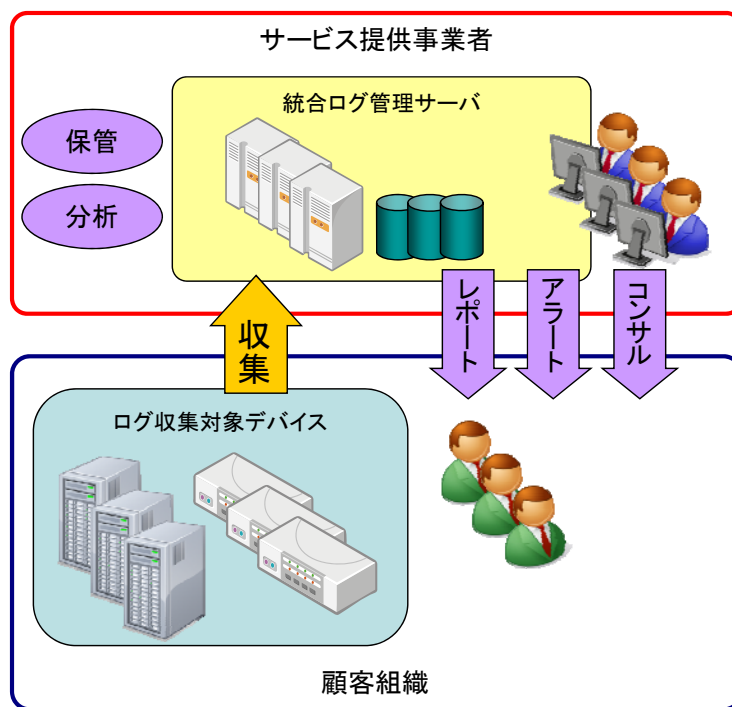 サービス提供事業者
統合ログ管理サーバ
保管
分析
レポート
アラート
コンサル
収集
ログ収集対象デバイス
顧客組織